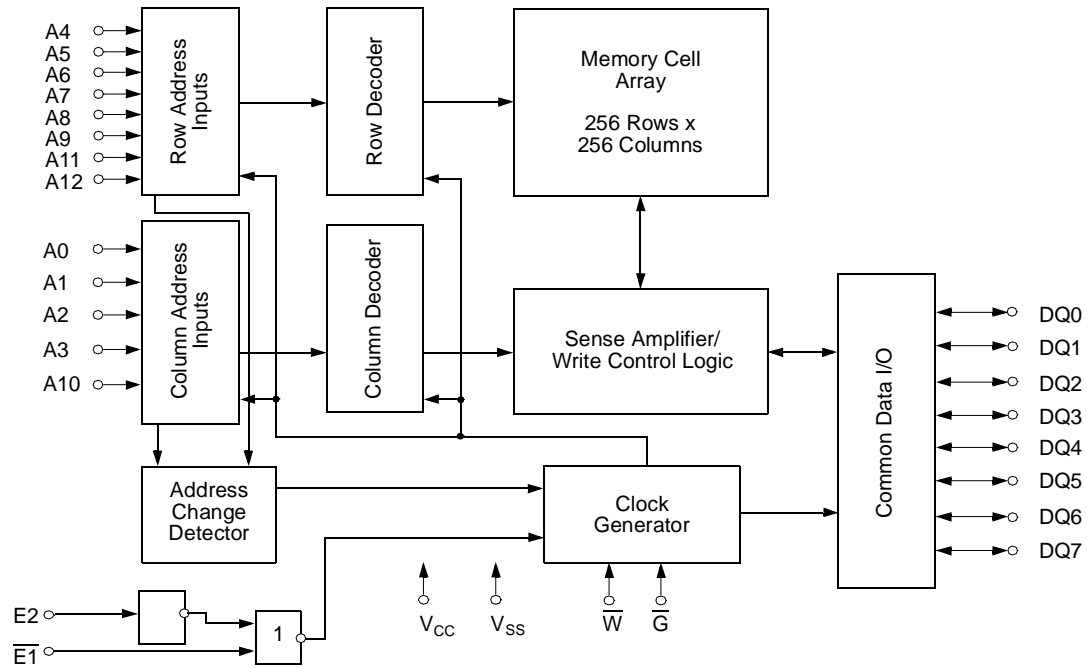 A4
A5
A6
A7
A8
A9
A11
A12
Row Address
Inputs
Row Decoder
Memory Cell
Array
256 Rows x
256 Columns
A0
A1
A2
A3
A10
Column Address
Inputs
Column Decoder
Sense Amplifier/
Write Control Logic
Common Data I/O
DQ0
DQ1
DQ2
DQ3
DQ4
DQ5
DQ6
DQ7
Address
Change
Detector
Clock
Generator
E2
E̅1̅
1
VCC
VSS
W̅
G̅